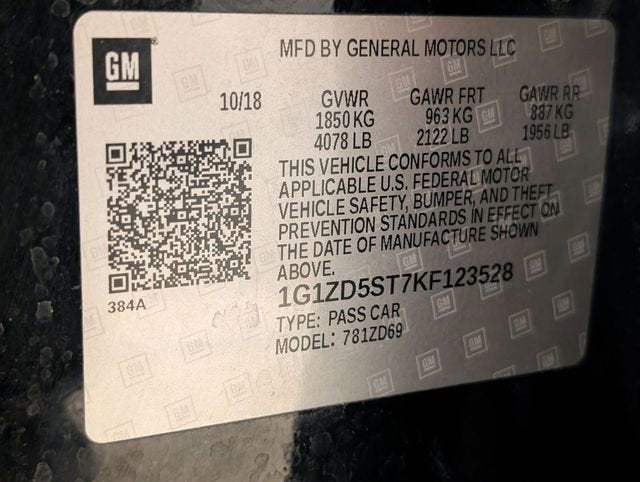 GM
MFD BY GENERAL MOTORS LLC
10/18 GVWR GAWR FRT GAWR RR
1850 KG 963 KG 887 KG
4078 LB 2122 LB 1956 LB
THIS VEHICLE CONFORMS TO ALL
APPLICABLE U.S. FEDERAL MOTOR
VEHICLE SAFETY, BUMPER, AND THEFT
PREVENTION STANDARDS IN EFFECT ON
THE DATE OF MANUFACTURE SHOWN
ABOVE.
384A
1G1ZD5ST7KF123528
TYPE: PASS CAR
MODEL: 781ZD69